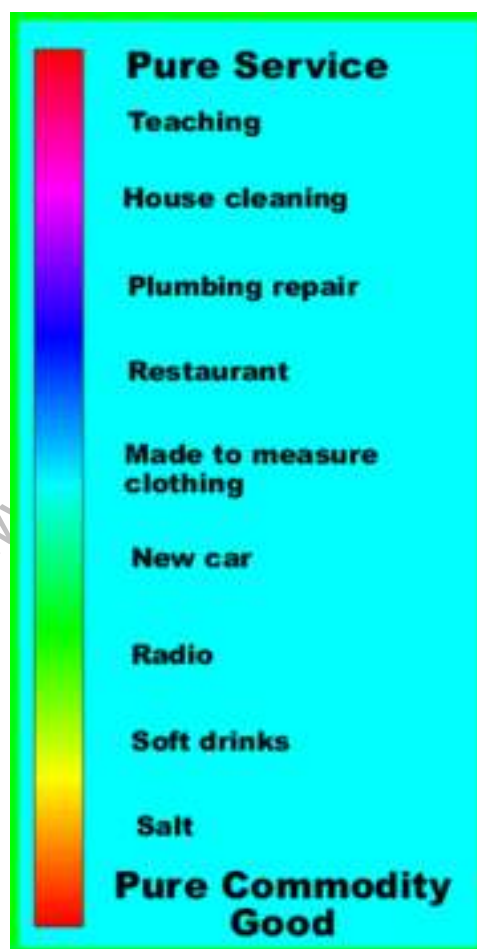 Pure Service
Teaching
House cleaning
Plumbing repair
Restaurant
Made to measure
clothing
New car
Radio
Soft drinks
Salt
Pure Commodity
Good